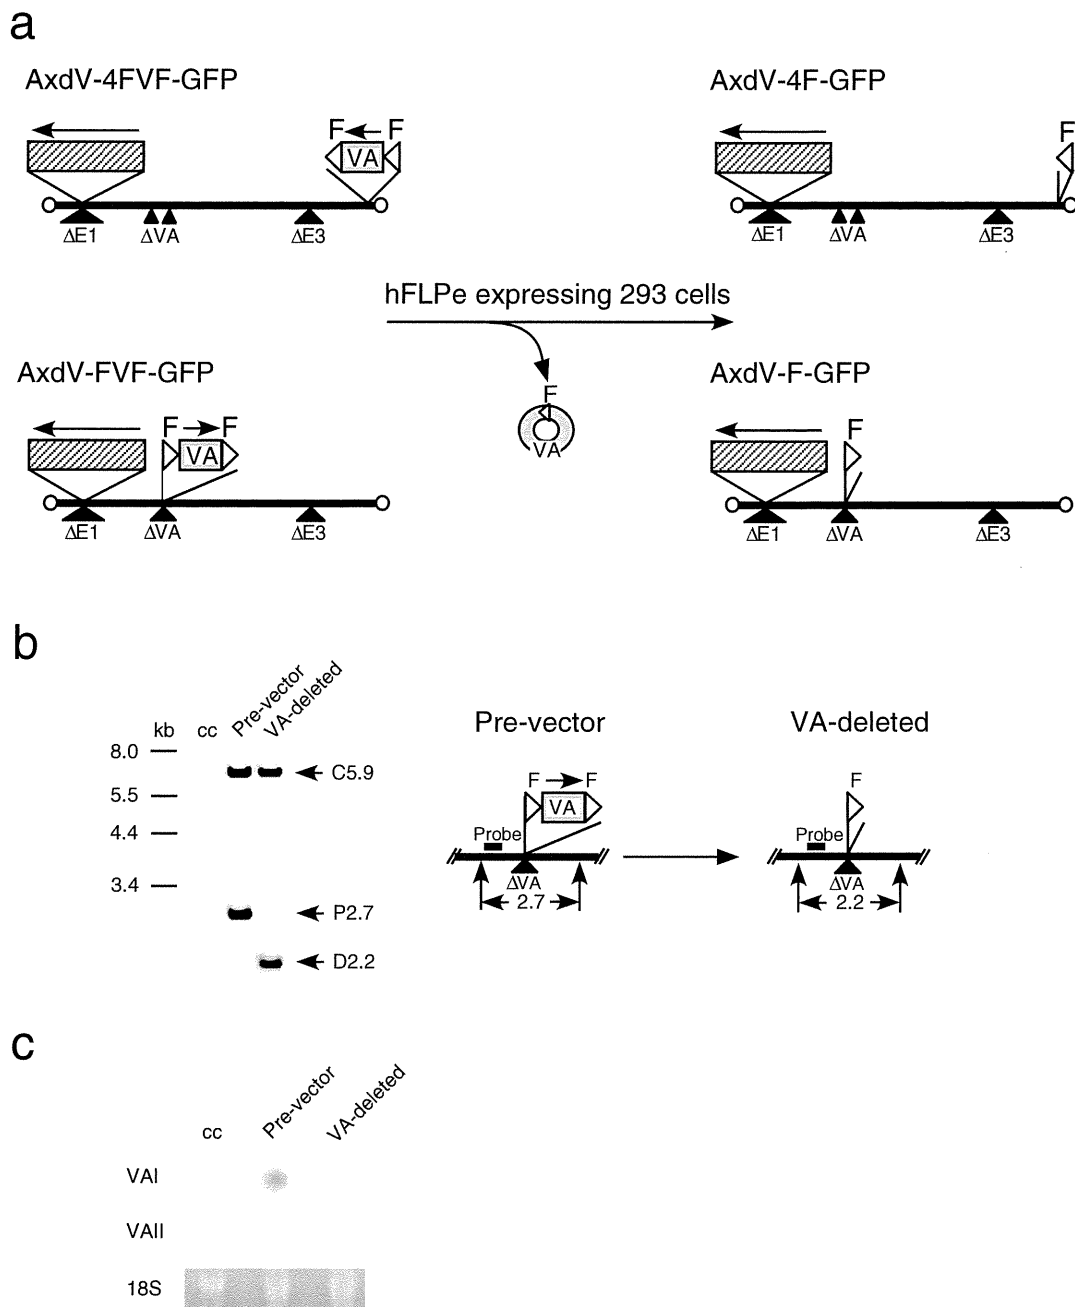 a
AxdV-4FVF-GFP
F F
VA
ΔE1 ΔVA ΔE3
AxdV-4F-GFP
F
ΔE1 ΔVA ΔE3
hFLPe expressing 293 cells
F
VA
AxdV-FVF-GFP
F F
VA
ΔE1 ΔVA ΔE3
AxdV-F-GFP
F
ΔE1 ΔVA ΔE3
b
kb cc Pre-vector VA-deleted
8.0
5.5
4.4
3.4
C5.9
P2.7
D2.2
Pre-vector
F F
VA
Probe
ΔVA
2.7
VA-deleted
F
Probe
ΔVA
2.2
c
cc Pre-vector VA-deleted
VAI
VAII
18S